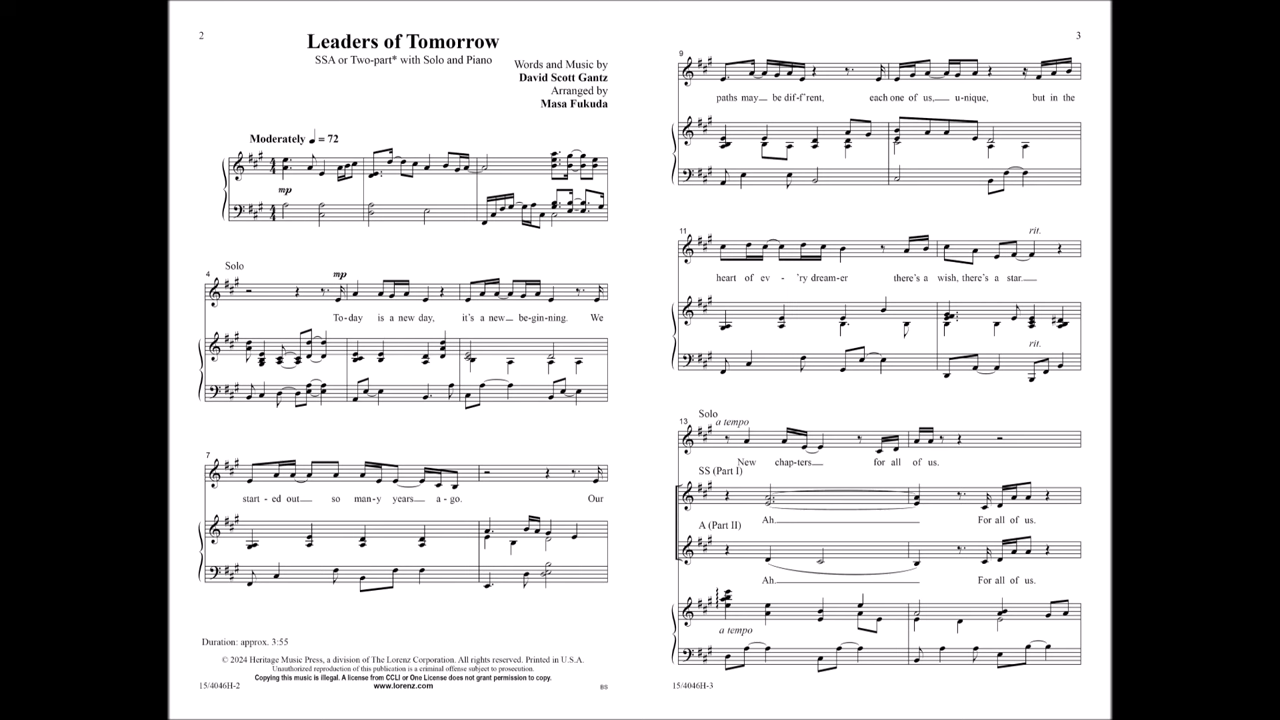 2
Leaders of Tomorrow
SSA or Two-part* with Solo and Piano
Words and Music by
David Scott Gantz
Arranged by
Masa Fukuda
Moderately ♩ = 72
mp
4
Solo
mp
To-day is a new day, it's a new be-gin-ning. We
7
start - ed out so man-y years a - go. Our
Duration: approx. 3:55
© 2024 Heritage Music Press, a division of The Lorenz Corporation. All rights reserved. Printed in U.S.A.
Unauthorized reproduction of this publication is a criminal offense subject to prosecution.
Copying this music is illegal. A license from CCLI or One License does not grant permission to copy.
15/4046H-2 www.lorenz.com BS
3
9
paths may be dif-f'rent, each one of us, u-nique, but in the
11
rit.
heart of ev - 'ry dream-er there's a wish, there's a star.
rit.
13
Solo
a tempo
New chap-ters for all of us.
SS (Part I)
Ah. For all of us.
A (Part II)
Ah. For all of us.
a tempo
15/4046H-3